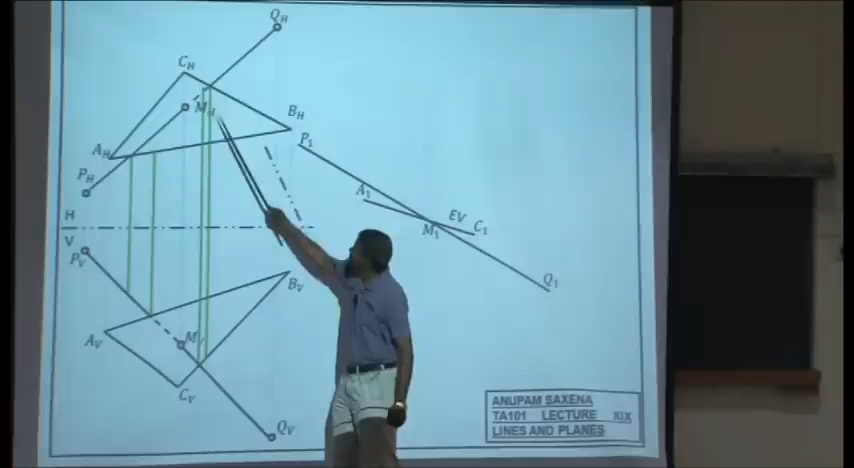 Q_H
C_H
M_H
B_H
A_H
P_1
P_H
A_1
H
EV
C_1
V
M_1
P_V
B_V
Q_1
A_V
M
C_V
Q_V
ANUPAM SAXENA
TA101 LECTURE XIX
LINES AND PLANES